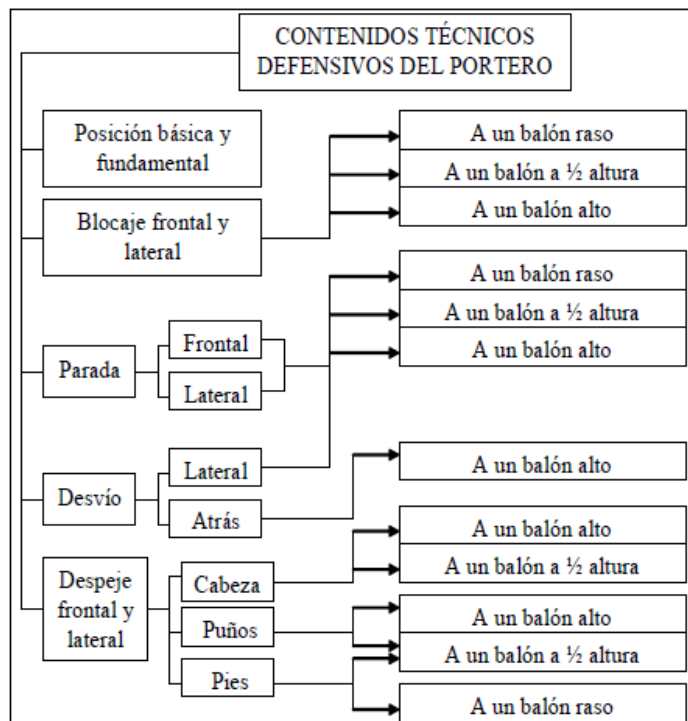 CONTENIDOS TÉCNICOS
DEFENSIVOS DEL PORTERO
Posición básica y
fundamental
Blocaje frontal y
lateral
A un balón raso
A un balón a ½ altura
A un balón alto
Parada
Frontal
Lateral
A un balón raso
A un balón a ½ altura
A un balón alto
Desvío
Lateral
Atrás
A un balón alto
Despeje
frontal y
lateral
Cabeza
A un balón alto
A un balón a ½ altura
Puños
A un balón alto
A un balón a ½ altura
Pies
A un balón raso